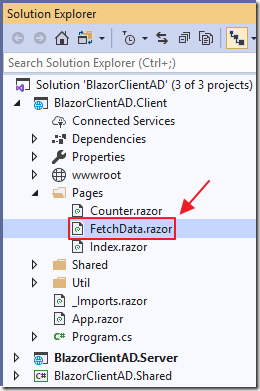 Solution Explorer
Search Solution Explorer (Ctrl+;)
Solution 'BlazorClientAD' (3 of 3 projects)
BlazorClientAD.Client
Connected Services
Dependencies
Properties
wwwroot
Pages
Counter.razor
FetchData.razor
Index.razor
Shared
Util
_Imports.razor
App.razor
Program.cs
BlazorClientAD.Server
C# BlazorClientAD.Shared